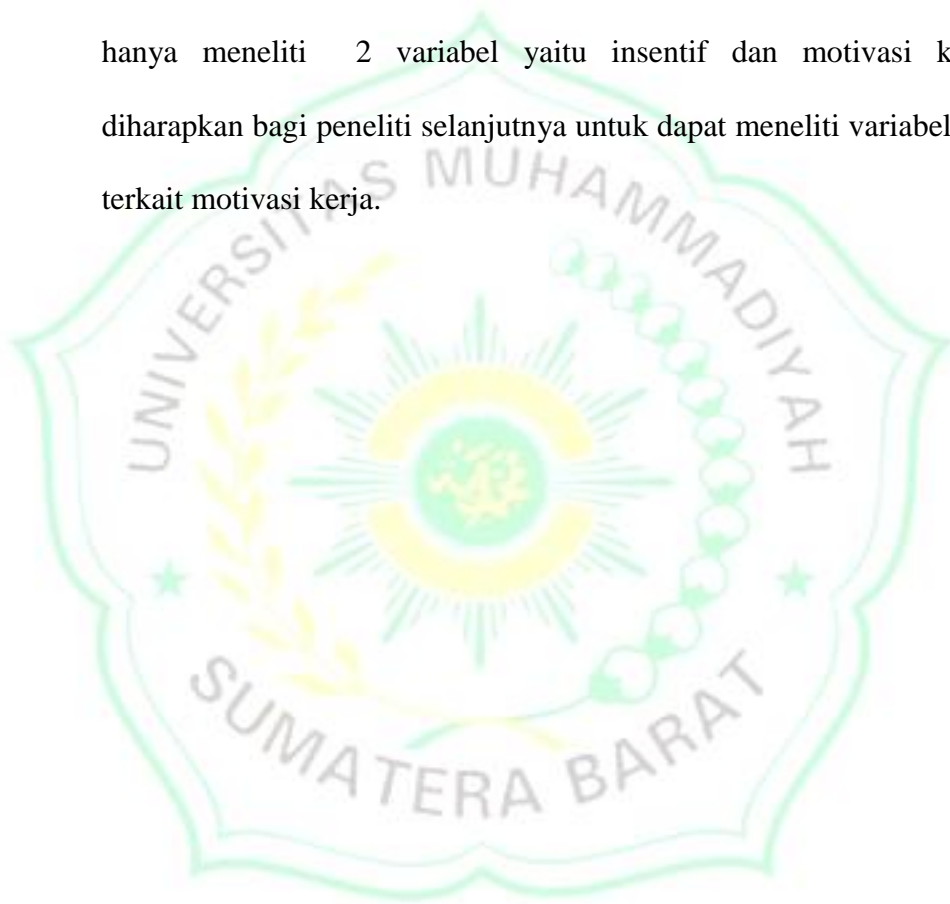 hanya meneliti 2 variabel yaitu insentif dan motivasi k
diharapkan bagi peneliti selanjutnya untuk dapat meneliti variabel
terkait motivasi kerja.
UNIVERSITAS MUHAMMADIYAH
SUMATERA BARAT